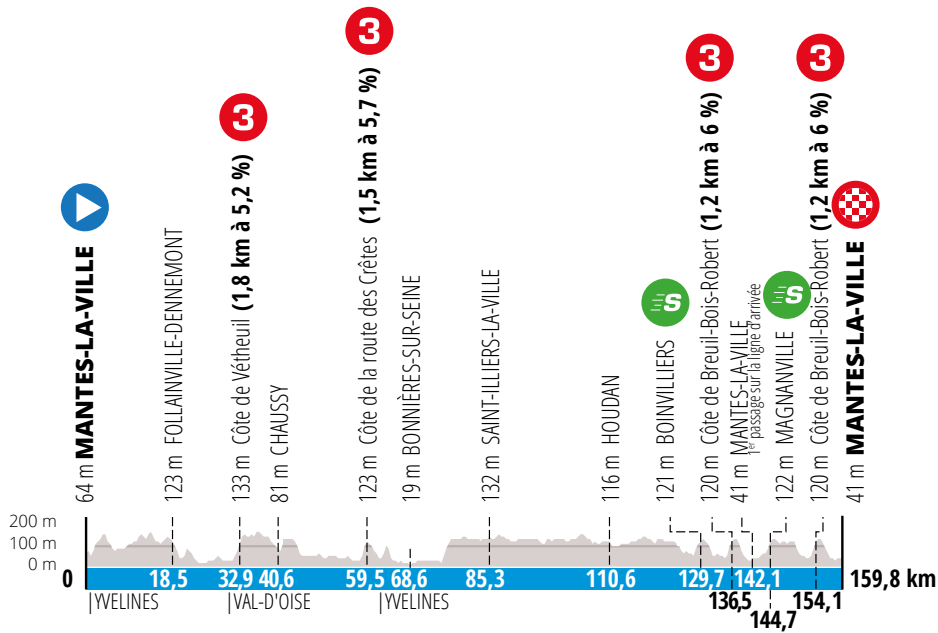 3
3
3
3
64 m MANTES-LA-VILLE
123 m FOLLAINVILLE-DENNEMONT
133 m Côte de Vétheuil (1,8 km à 5,2 %)
81 m CHAUSSY
123 m Côte de la route des Crêtes (1,5 km à 5,7 %)
19 m BONNIÈRES-SUR-SEINE
132 m SAINT-ILLIERS-LA-VILLE
116 m HOUDAN
S
121 m BOINVILLIERS
120 m Côte de Breuil-Bois-Robert (1,2 km à 6 %)
41 m MANTES-LA-VILLE
1er passage sur la ligne d'arrivée
S
122 m MAGNANVILLE
120 m Côte de Breuil-Bois-Robert (1,2 km à 6 %)
41 m MANTES-LA-VILLE
200 m
100 m
0 m
0 18,5 32,9 40,6 59,5 68,6 85,3 110,6 129,7 142,1 159,8 km
136,5 154,1
144,7
|YVELINES |VAL-D'OISE |YVELINES